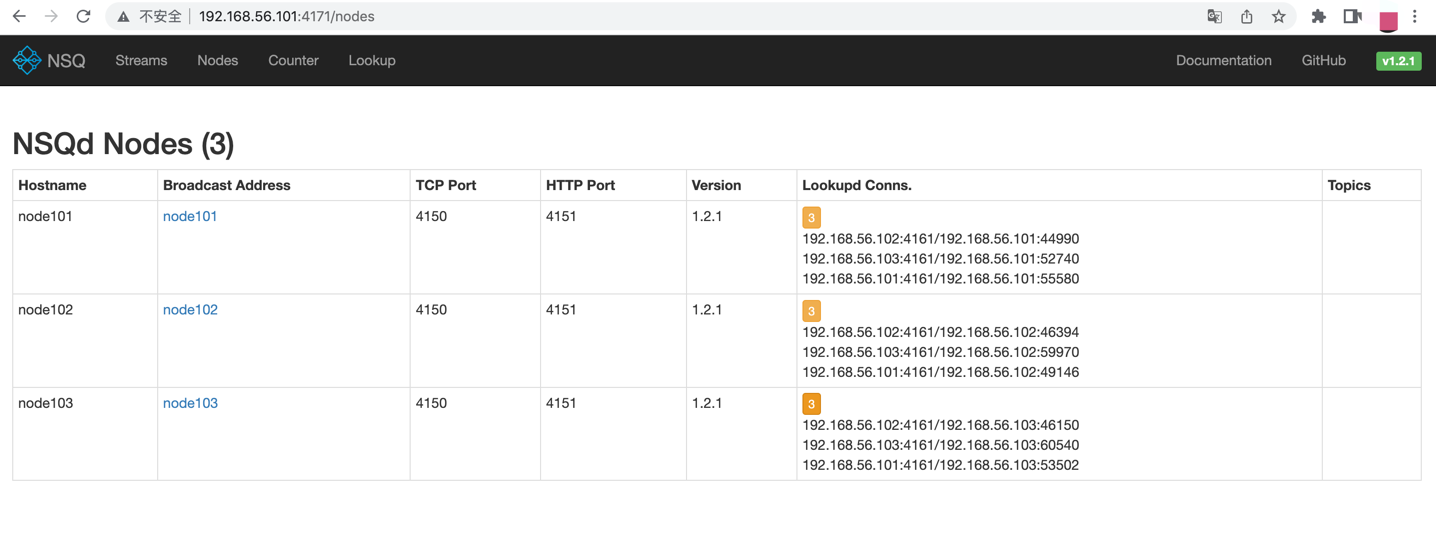 不安全 192.168.56.101:4171/nodes
NSQ Streams Nodes Counter Lookup Documentation GitHub v1.2.1
NSQd Nodes (3)
Hostname Broadcast Address TCP Port HTTP Port Version Lookupd Conns. Topics
node101 node101 4150 4151 1.2.1 3
192.168.56.102:4161/192.168.56.101:44990
192.168.56.103:4161/192.168.56.101:52740
192.168.56.101:4161/192.168.56.101:55580
node102 node102 4150 4151 1.2.1 3
192.168.56.102:4161/192.168.56.102:46394
192.168.56.103:4161/192.168.56.102:59970
192.168.56.101:4161/192.168.56.102:49146
node103 node103 4150 4151 1.2.1 3
192.168.56.102:4161/192.168.56.103:46150
192.168.56.103:4161/192.168.56.103:60540
192.168.56.101:4161/192.168.56.103:53502